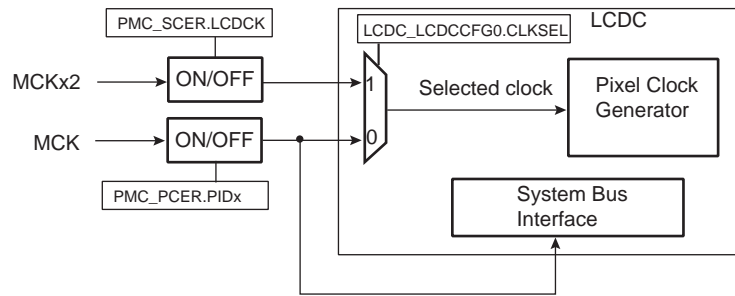 PMC_SCER.LCDCK
LCDC_LCDCCFG0.CLKSEL
LCDC
MCKx2
ON/OFF
1
Selected clock
Pixel Clock
Generator
MCK
ON/OFF
0
PMC_PCER.PIDx
System Bus
Interface